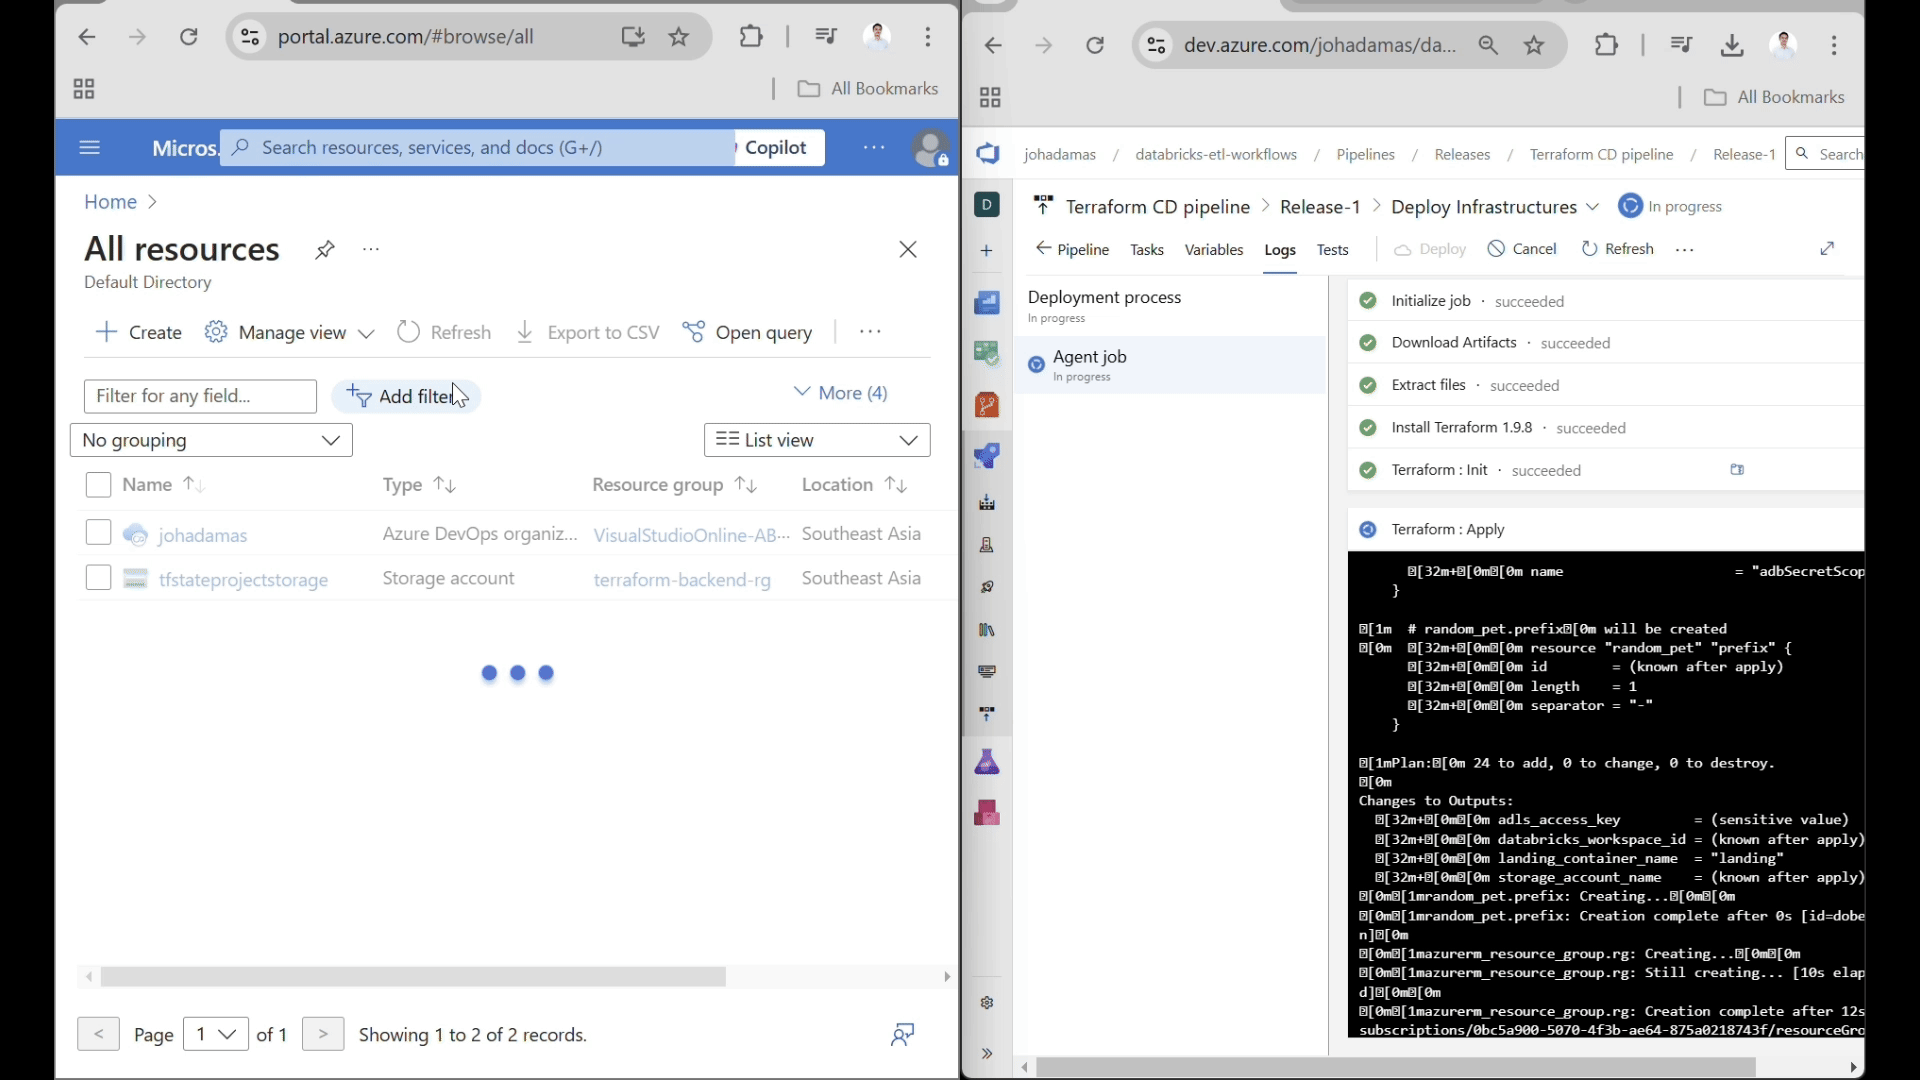 portal.azure.com/#browse/all
All Bookmarks
Micros.
Search resources, services, and docs (G+/)
Copilot
Home
All resources
Default Directory
Create
Manage view
Refresh
Export to CSV
Open query
Filter for any field...
Add filter
More (4)
No grouping
List view
Name
Type
Resource group
Location
johadamas
Azure DevOps organiz...
VisualStudioOnline-AB...
Southeast Asia
tfstateprojectstorage
Storage account
terraform-backend-rg
Southeast Asia
< Page 1 of 1 > Showing 1 to 2 of 2 records.
dev.azure.com/johadamas/da...
All Bookmarks
johadamas / databricks-etl-workflows / Pipelines / Releases / Terraform CD pipeline / Release-1
Search
D
Terraform CD pipeline > Release-1 > Deploy Infrastructures
In progress
Pipeline
Tasks
Variables
Logs
Tests
Deploy
Cancel
Refresh
Deployment process
In progress
Agent job
In progress
Initialize job · succeeded
Download Artifacts · succeeded
Extract files · succeeded
Install Terraform 1.9.8 · succeeded
Terraform : Init · succeeded
Terraform : Apply
[32m+[0m[0m name = "adbSecretScop
}
[1m # random_pet.prefix[0m will be created
[0m [32m+[0m[0m resource "random_pet" "prefix" {
[32m+[0m[0m id = (known after apply)
[32m+[0m[0m length = 1
[32m+[0m[0m separator = "-"
}
[1mPlan:[0m 24 to add, 0 to change, 0 to destroy.
[0m
Changes to Outputs:
[32m+[0m[0m adls_access_key = (sensitive value)
[32m+[0m[0m databricks_workspace_id = (known after apply)
[32m+[0m[0m landing_container_name = "landing"
[32m+[0m[0m storage_account_name = (known after apply)
[0m[1mrandom_pet.prefix: Creating...[0m[0m
[0m[1mrandom_pet.prefix: Creation complete after 0s [id=dobe
n][0m
[0m[1mazurerm_resource_group.rg: Creating...[0m[0m
[0m[1mazurerm_resource_group.rg: Still creating... [10s elap
d][0m[0m
[0m[1mazurerm_resource_group.rg: Creation complete after 12s
subscriptions/0bc5a900-5070-4f3b-ae64-875a0218743f/resourceGro